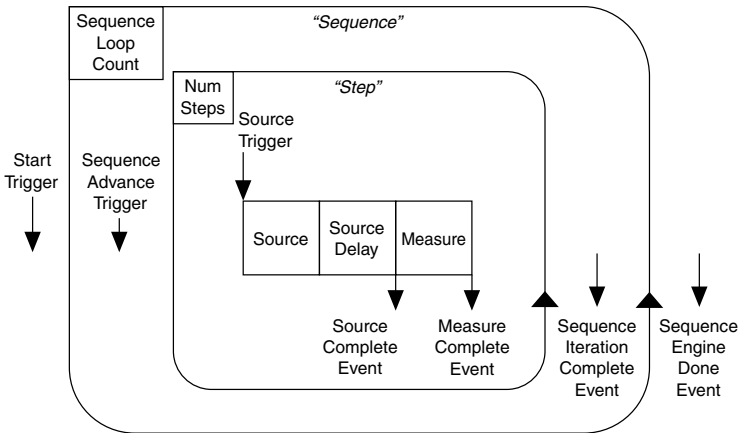 Sequence
Loop
Count
“Sequence”
Num
Steps
“Step”
Source
Trigger
Start
Trigger
Sequence
Advance
Trigger
Source
Source
Delay
Measure
Source
Complete
Event
Measure
Complete
Event
Sequence
Iteration
Complete
Event
Sequence
Engine
Done
Event